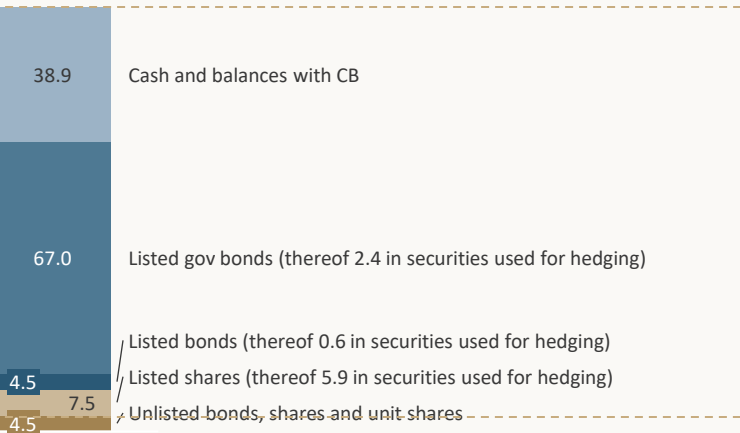 38.9 Cash and balances with CB
67.0 Listed gov bonds (thereof 2.4 in securities used for hedging)
Listed bonds (thereof 0.6 in securities used for hedging)
4.5 Listed shares (thereof 5.9 in securities used for hedging)
7.5
4.5 Unlisted bonds, shares and unit shares